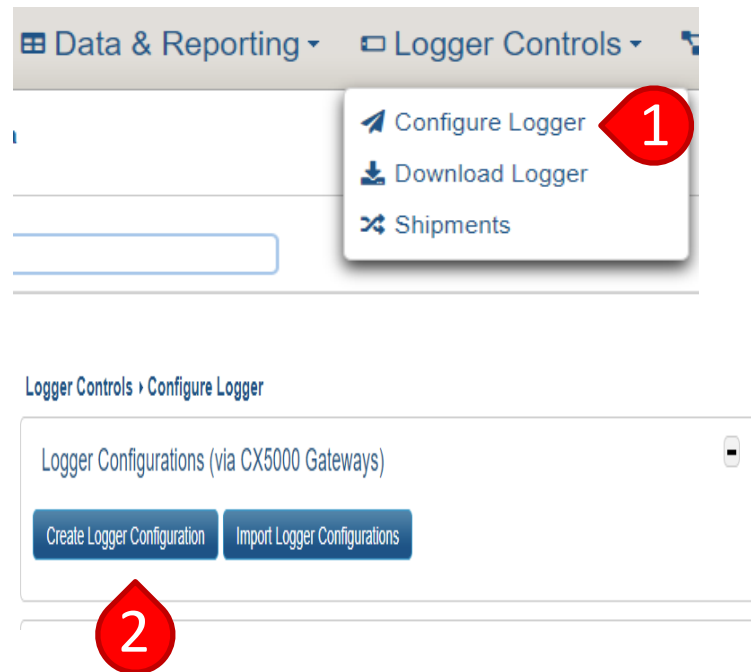 Data & Reporting Logger Controls
Configure Logger 1
Download Logger
Shipments
Logger Controls › Configure Logger
Logger Configurations (via CX5000 Gateways)
Create Logger Configuration Import Logger Configurations
2